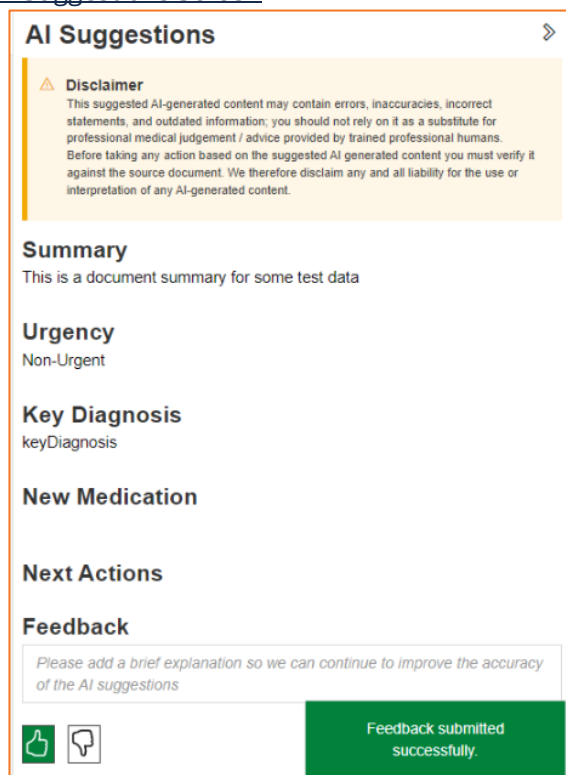 AI Suggestions
Disclaimer
This suggested AI-generated content may contain errors, inaccuracies, incorrect
statements, and outdated information; you should not rely on it as a substitute for
professional medical judgement / advice provided by trained professional humans.
Before taking any action based on the suggested AI generated content you must verify it
against the source document. We therefore disclaim any and all liability for the use or
interpretation of any AI-generated content.
Summary
This is a document summary for some test data
Urgency
Non-Urgent
Key Diagnosis
keyDiagnosis
New Medication
Next Actions
Feedback
Please add a brief explanation so we can continue to improve the accuracy
of the AI suggestions
Feedback submitted
successfully.